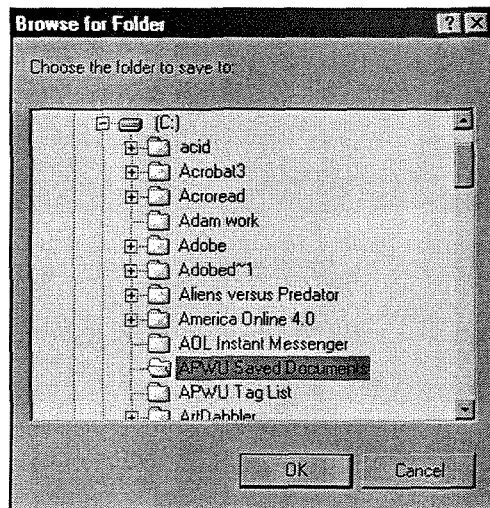 Browse for Folder
Choose the folder to save to:
(C:)
acid
Acrobat3
Acroread
Adam work
Adobe
Adobed~1
Aliens versus Predator
America Online 4.0
AOL Instant Messenger
APWU Saved Documents
APWU Tag List
ArtDabbler
OK
Cancel